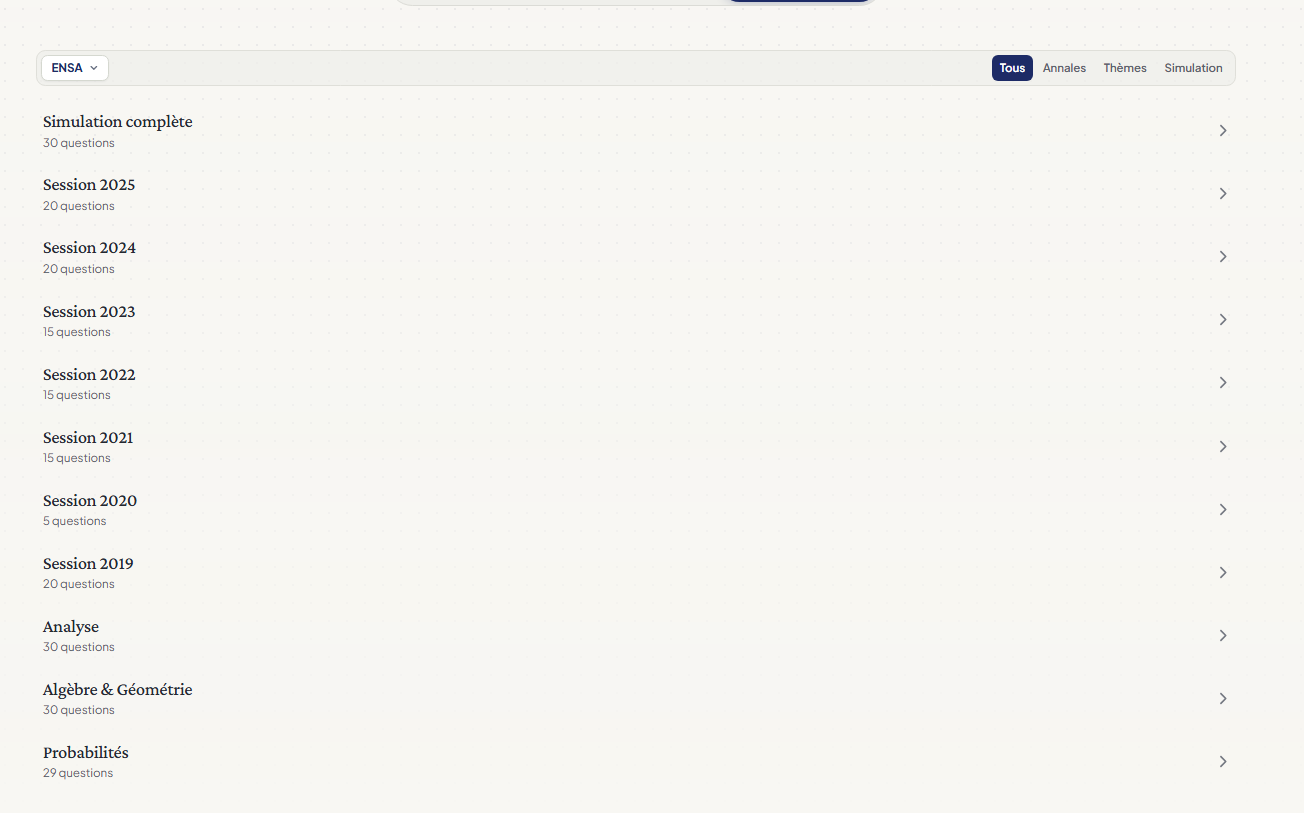 ENSA
Tous Annales Thèmes Simulation
Simulation complète
30 questions
Session 2025
20 questions
Session 2024
20 questions
Session 2023
15 questions
Session 2022
15 questions
Session 2021
15 questions
Session 2020
5 questions
Session 2019
20 questions
Analyse
30 questions
Algèbre & Géométrie
30 questions
Probabilités
29 questions